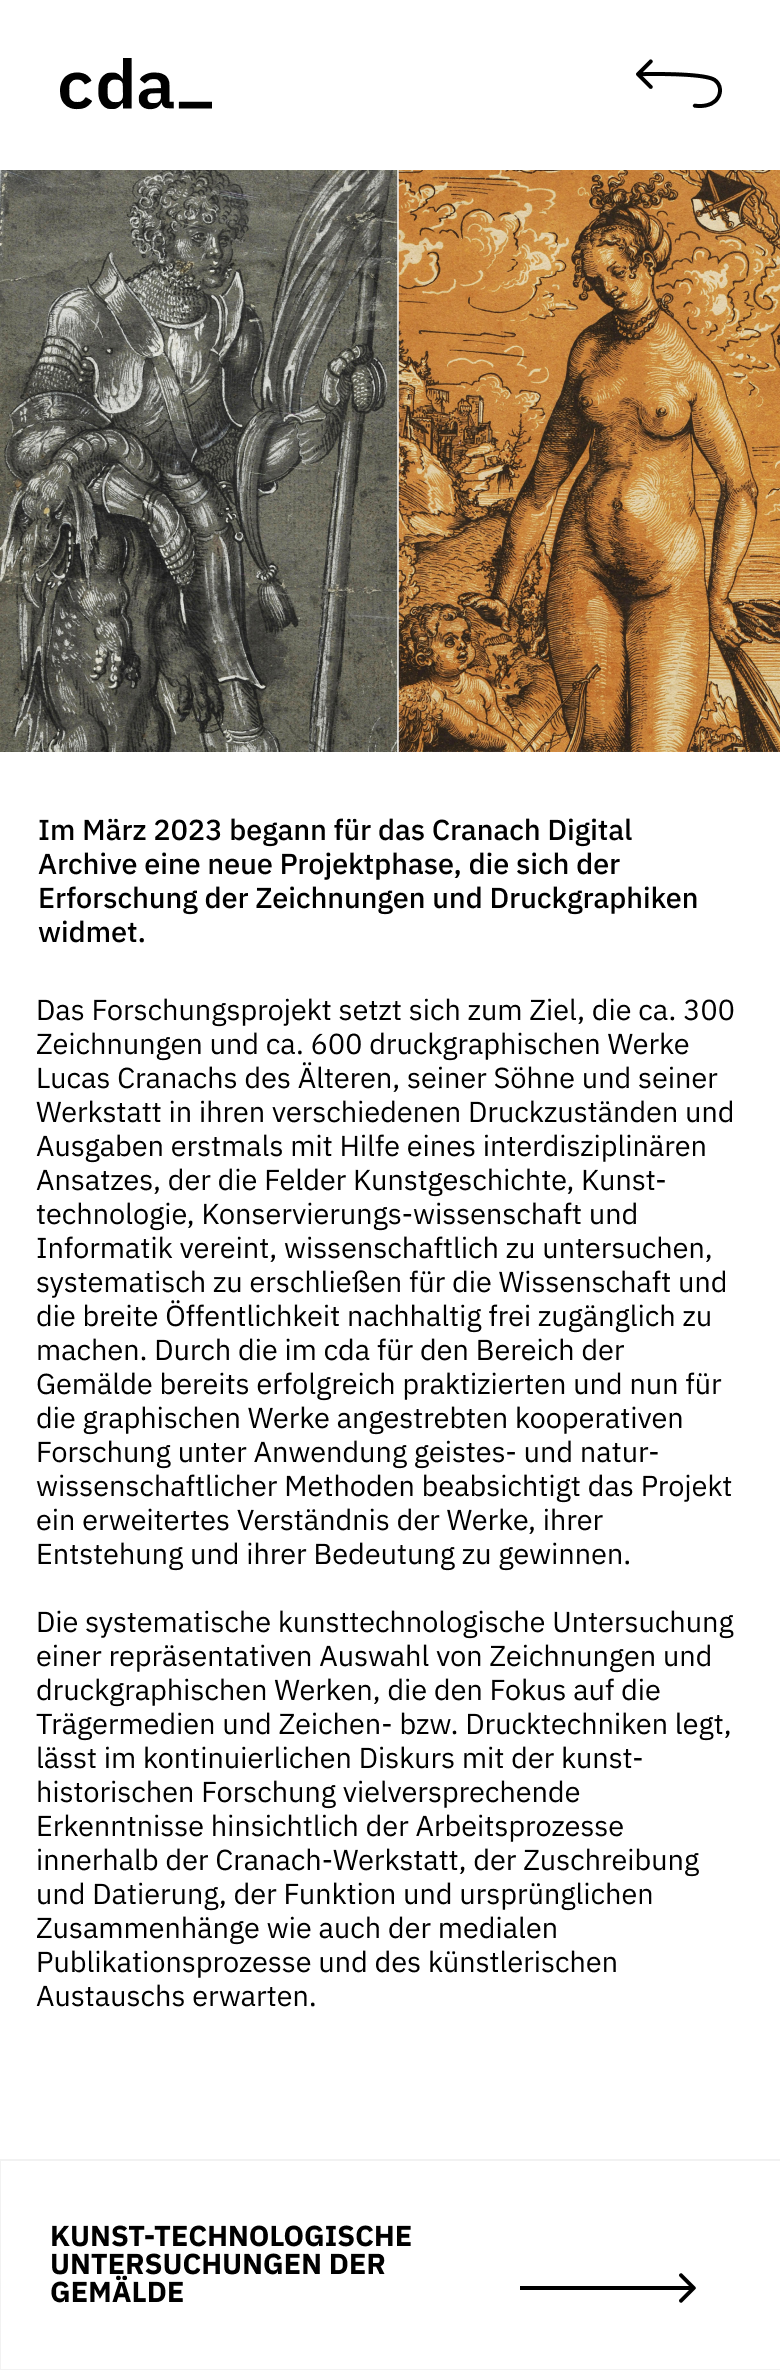 cda_
Im März 2023 begann für das Cranach Digital
Archive eine neue Projektphase, die sich der
Erforschung der Zeichnungen und Druckgraphiken
widmet.
Das Forschungsprojekt setzt sich zum Ziel, die ca. 300
Zeichnungen und ca. 600 druckgraphischen Werke
Lucas Cranachs des Älteren, seiner Söhne und seiner
Werkstatt in ihren verschiedenen Druckzuständen und
Ausgaben erstmals mit Hilfe eines interdisziplinären
Ansatzes, der die Felder Kunstgeschichte, Kunst-
technologie, Konservierungs-wissenschaft und
Informatik vereint, wissenschaftlich zu untersuchen,
systematisch zu erschließen für die Wissenschaft und
die breite Öffentlichkeit nachhaltig frei zugänglich zu
machen. Durch die im cda für den Bereich der
Gemälde bereits erfolgreich praktizierten und nun für
die graphischen Werke angestrebten kooperativen
Forschung unter Anwendung geistes- und natur-
wissenschaftlicher Methoden beabsichtigt das Projekt
ein erweitertes Verständnis der Werke, ihrer
Entstehung und ihrer Bedeutung zu gewinnen.
Die systematische kunsttechnologische Untersuchung
einer repräsentativen Auswahl von Zeichnungen und
druckgraphischen Werken, die den Fokus auf die
Trägermedien und Zeichen- bzw. Drucktechniken legt,
lässt im kontinuierlichen Diskurs mit der kunst-
historischen Forschung vielversprechende
Erkenntnisse hinsichtlich der Arbeitsprozesse
innerhalb der Cranach-Werkstatt, der Zuschreibung
und Datierung, der Funktion und ursprünglichen
Zusammenhänge wie auch der medialen
Publikationsprozesse und des künstlerischen
Austauschs erwarten.
KUNST-TECHNOLOGISCHE
UNTERSUCHUNGEN DER
GEMÄLDE